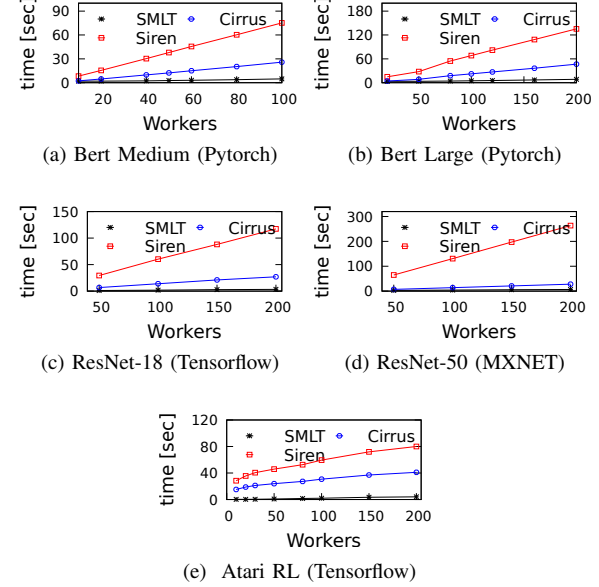 90
60
30
0
time [sec]
SMLT
Cirrus
Siren
20 40 60 80 100
Workers
(a) Bert Medium (Pytorch)
180
120
60
0
time [sec]
SMLT
Cirrus
Siren
50 100 150 200
Workers
(b) Bert Large (Pytorch)
150
100
50
0
time [sec]
SMLT
Cirrus
Siren
50 100 150 200
Workers
(c) ResNet-18 (Tensorflow)
300
200
100
0
time [sec]
SMLT
Cirrus
Siren
50 100 150 200
Workers
(d) ResNet-50 (MXNET)
120
80
40
0
time [sec]
SMLT
Cirrus
Siren
0 50 100 150 200
Workers
(e) Atari RL (Tensorflow)